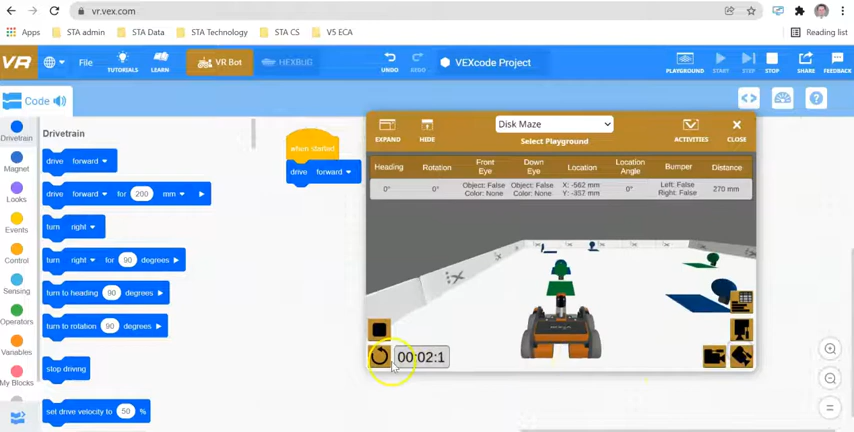 vr.vex.com
Apps STA admin STA Data STA Technology STA CS V5 ECA Reading list
VR File TUTORIALS LEARN VR Bot HEXBUG UNDO REDO VEXcode Project PLAYGROUND START STEP STOP SHARE FEEDBACK
Code
Drivetrain
Magnet
Looks
Events
Control
Sensing
Operators
Variables
My Blocks
Drivetrain
drive forward
drive forward for 200 mm
turn right
turn right for 90 degrees
turn to heading 90 degrees
turn to rotation 90 degrees
stop driving
set drive velocity to 50 %
when started
drive forward
EXPAND HIDE Disk Maze ACTIVITIES CLOSE
Select Playground
Heading Rotation Front Eye Down Eye Location Location Angle Bumper Distance
0° 0° Object: False Color: None Object: False Color: None X: -562 mm Y: -357 mm 0° Left: False Right: False 270 mm
00:02:1